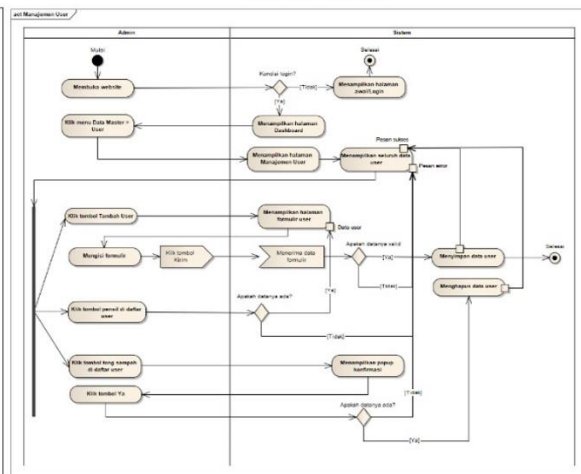 act Manajemen User
Admin
Sistem
Mulai
Selesai
Kondisi login?
Membuka website
[Tidak]
Menampilkan halaman
awal/Login
[Ya]
Klik menu Data Master >
User
Menampilkan halaman
Dashboard
Pesan sukses
Menampilkan halaman
Manajemen User
Menampilkan seluruh data
user
Pesan error
Klik tombol Tambah User
Menampilkan halaman
formulir user
Data user
Mengisi formulir
Klik tombol
Kirim
Menerima data
formulir
Apakah datanya valid
[Ya]
Menyimpan data user
Selesai
[Tidak]
Menghapus data user
[Ya]
Apakah datanya ada?
Klik tombol pensil di daftar
user
[Tidak]
Klik tombol tong sampah
di daftar user
Menampilkan popup
konfirmasi
Klik tombol Ya
[Tidak]
Apakah datanya ada?
[Ya]